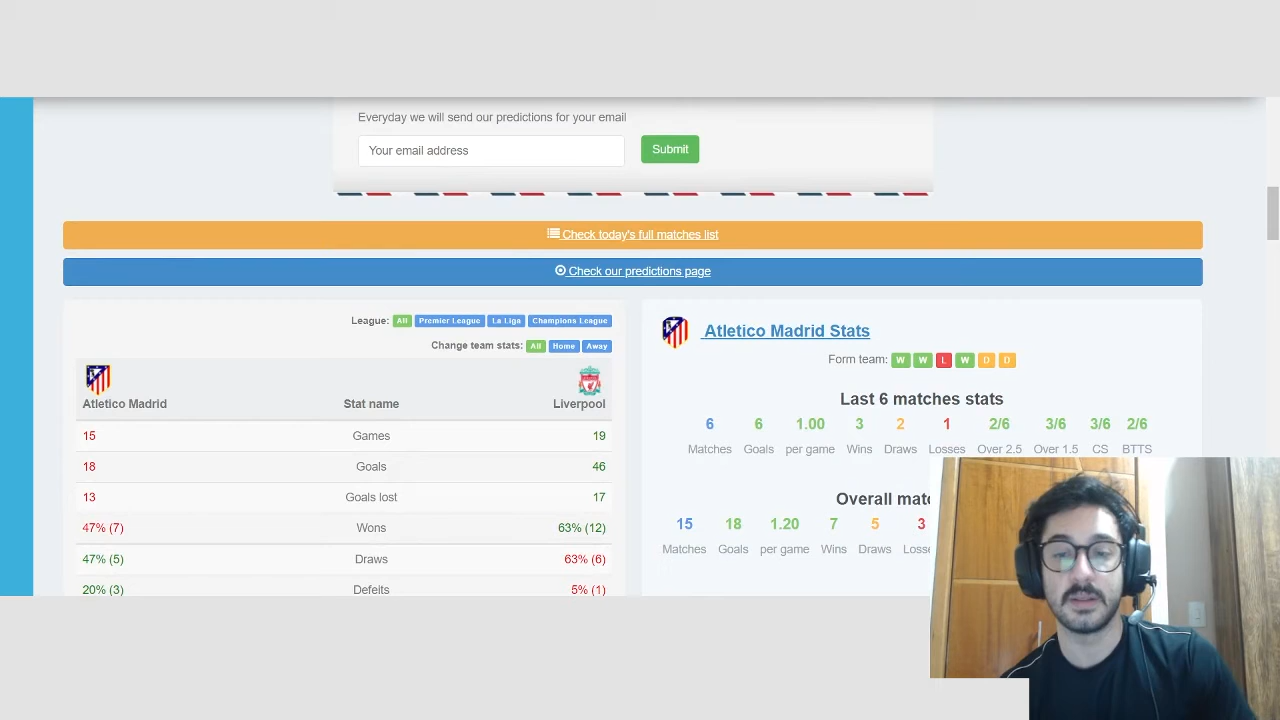 Everyday we will send our predictions for your email
Your email address
Submit
Check today's full matches list
Check our predictions page
League: All Premier League La Liga Champions League
Change team stats: All Home Away
Atletico Madrid Stat name Liverpool
15 Games 19
18 Goals 46
13 Goals lost 17
47% (7) Wons 63% (12)
47% (5) Draws 63% (6)
20% (3) Defeits 5% (1)
Atletico Madrid Stats
Form team: W W L W D D
Last 6 matches stats
6 6 1.00 3 2 1 2/6 3/6 3/6 2/6
Matches Goals per game Wins Draws Losses Over 2.5 Over 1.5 CS BTTS
Overall
15 18 1.20 7 5 3
Matches Goals per game Wins Draws